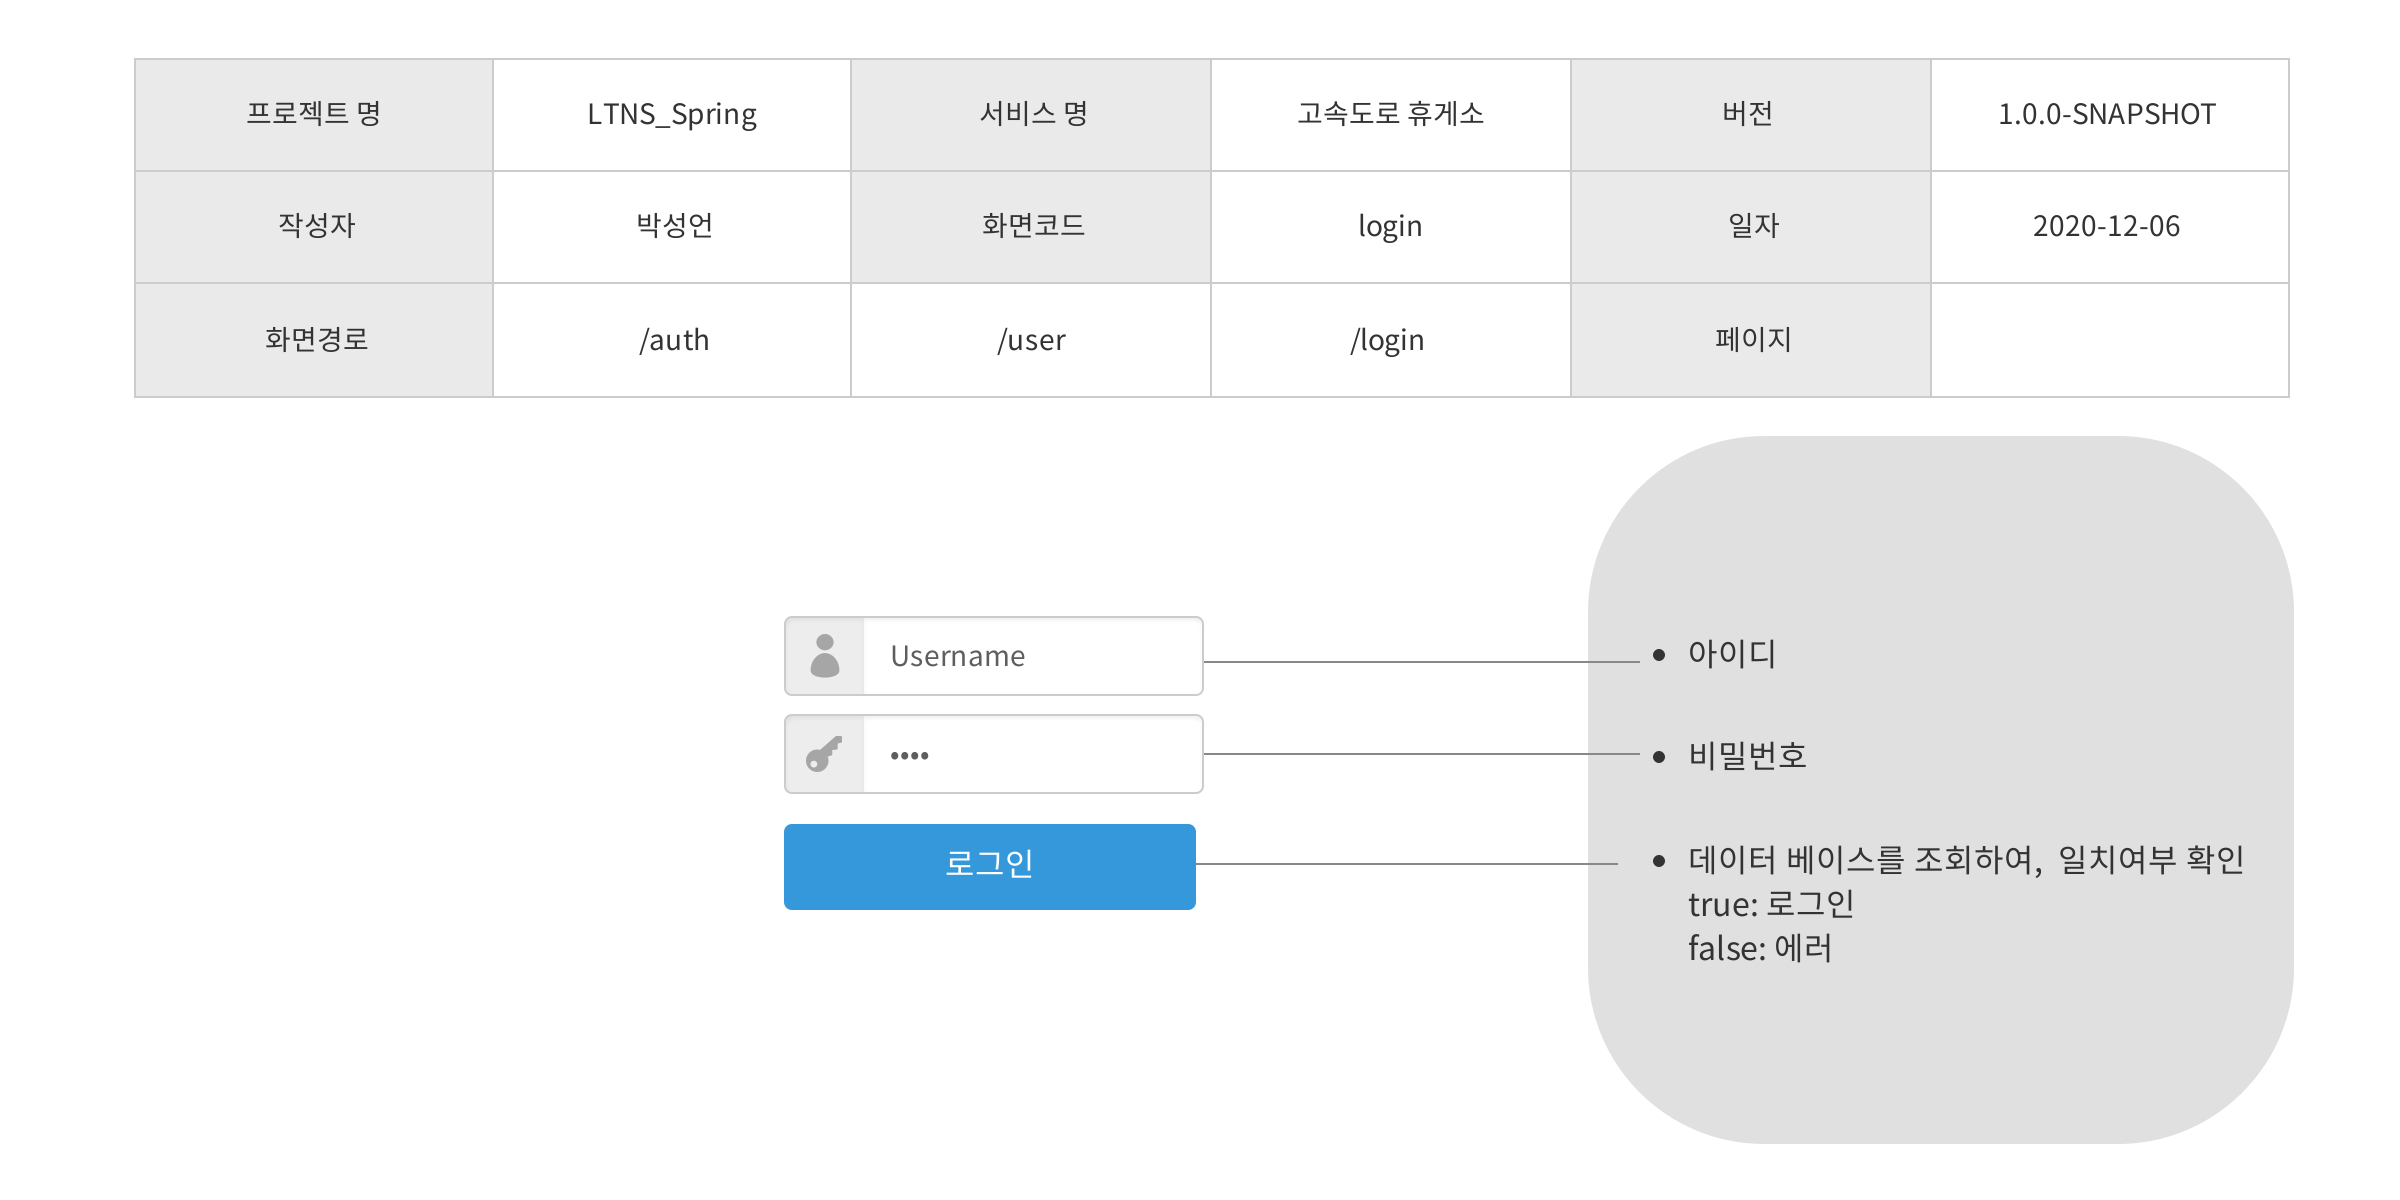 프로젝트 명 LTNS_Spring 서비스 명 고속도로 휴게소 버전 1.0.0-SNAPSHOT
작성자 박성언 화면코드 login 일자 2020-12-06
화면경로 /auth /user /login 페이지
Username
••••
로그인
• 아이디
• 비밀번호
• 데이터 베이스를 조회하여, 일치여부 확인
true: 로그인
false: 에러